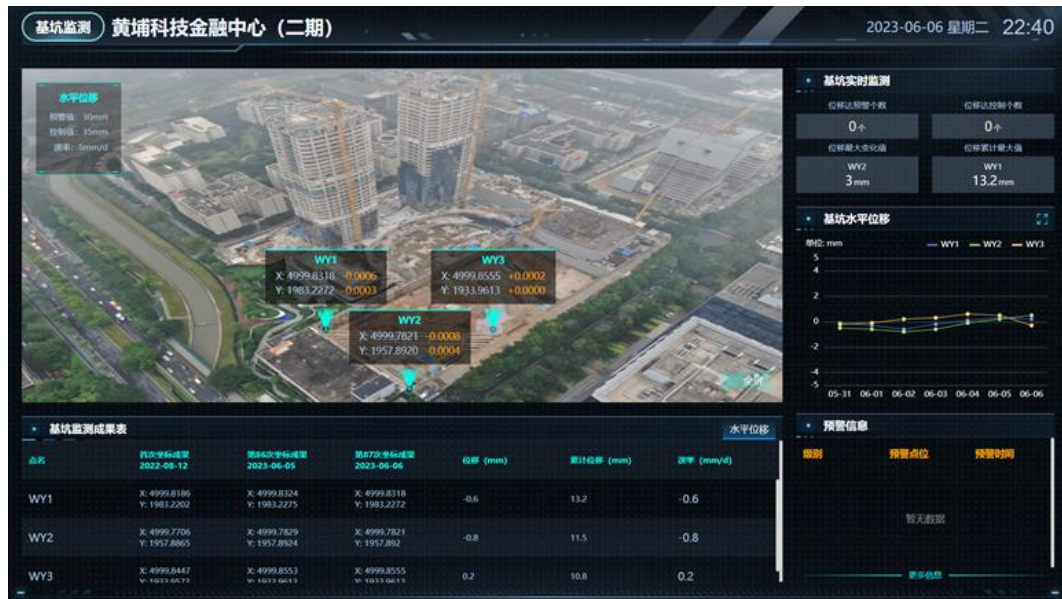 基坑监测
黄埔科技金融中心（二期）
2023-06-06 星期二 22:40
水平位移
预警值：30mm
控制值：35mm
速率：-5mm/d
WY1
X: 4999.8318 -0.0006
Y: 1983.2272 -0.0003
WY3
X: 4999.8555 +0.0002
Y: 1933.9613 +0.0000
WY2
X: 4999.7821 -0.0008
Y: 1957.8920 -0.0004
基坑实时监测
位移达预警个数 位移达控制个数
0个 0个
位移最大变化值 位移累计最大值
WY2 WY1
3mm 13.2mm
基坑水平位移
单位: mm WY1 WY2 WY3
5
4
2
0
-2
-4
-5
05-31 06-01 06-02 06-03 06-04 06-05 06-06
基坑监测成果表 水平位移
点名 首次坐标成果 2022-08-12 第86次坐标成果 2023-06-05 第87次坐标成果 2023-06-06 位移 (mm) 累计位移 (mm) 速率 (mm/d)
WY1 X: 4999.8186 Y: 1983.2202 X: 4999.8324 Y: 1983.2275 X: 4999.8318 Y: 1983.2272 -0.6 13.2 -0.6
WY2 X: 4999.7706 Y: 1957.8865 X: 4999.7829 Y: 1957.8924 X: 4999.7821 Y: 1957.892 -0.8 11.5 -0.8
WY3 X: 4999.8447 X: 4999.8553 X: 4999.8555 0.2 10.8 0.2
预警信息
级别 预警点位 预警时间
暂无数据
更多信息